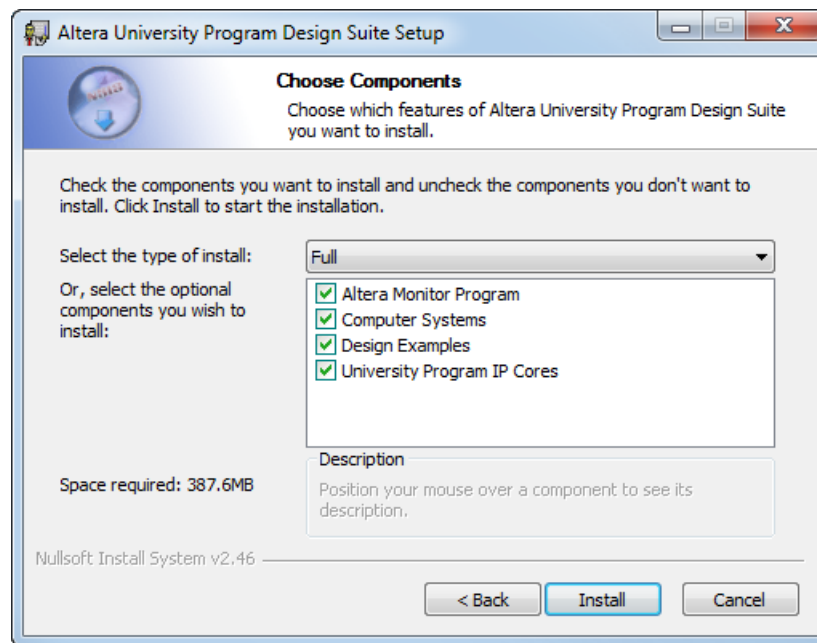 Altera University Program Design Suite Setup
Choose Components
Choose which features of Altera University Program Design Suite
you want to install.
Check the components you want to install and uncheck the components you don't want to
install. Click Install to start the installation.
Select the type of install:
Full
Or, select the optional
components you wish to
install:
Altera Monitor Program
Computer Systems
Design Examples
University Program IP Cores
Space required: 387.6MB
Description
Position your mouse over a component to see its
description.
Nullsoft Install System v2.46
< Back
Install
Cancel